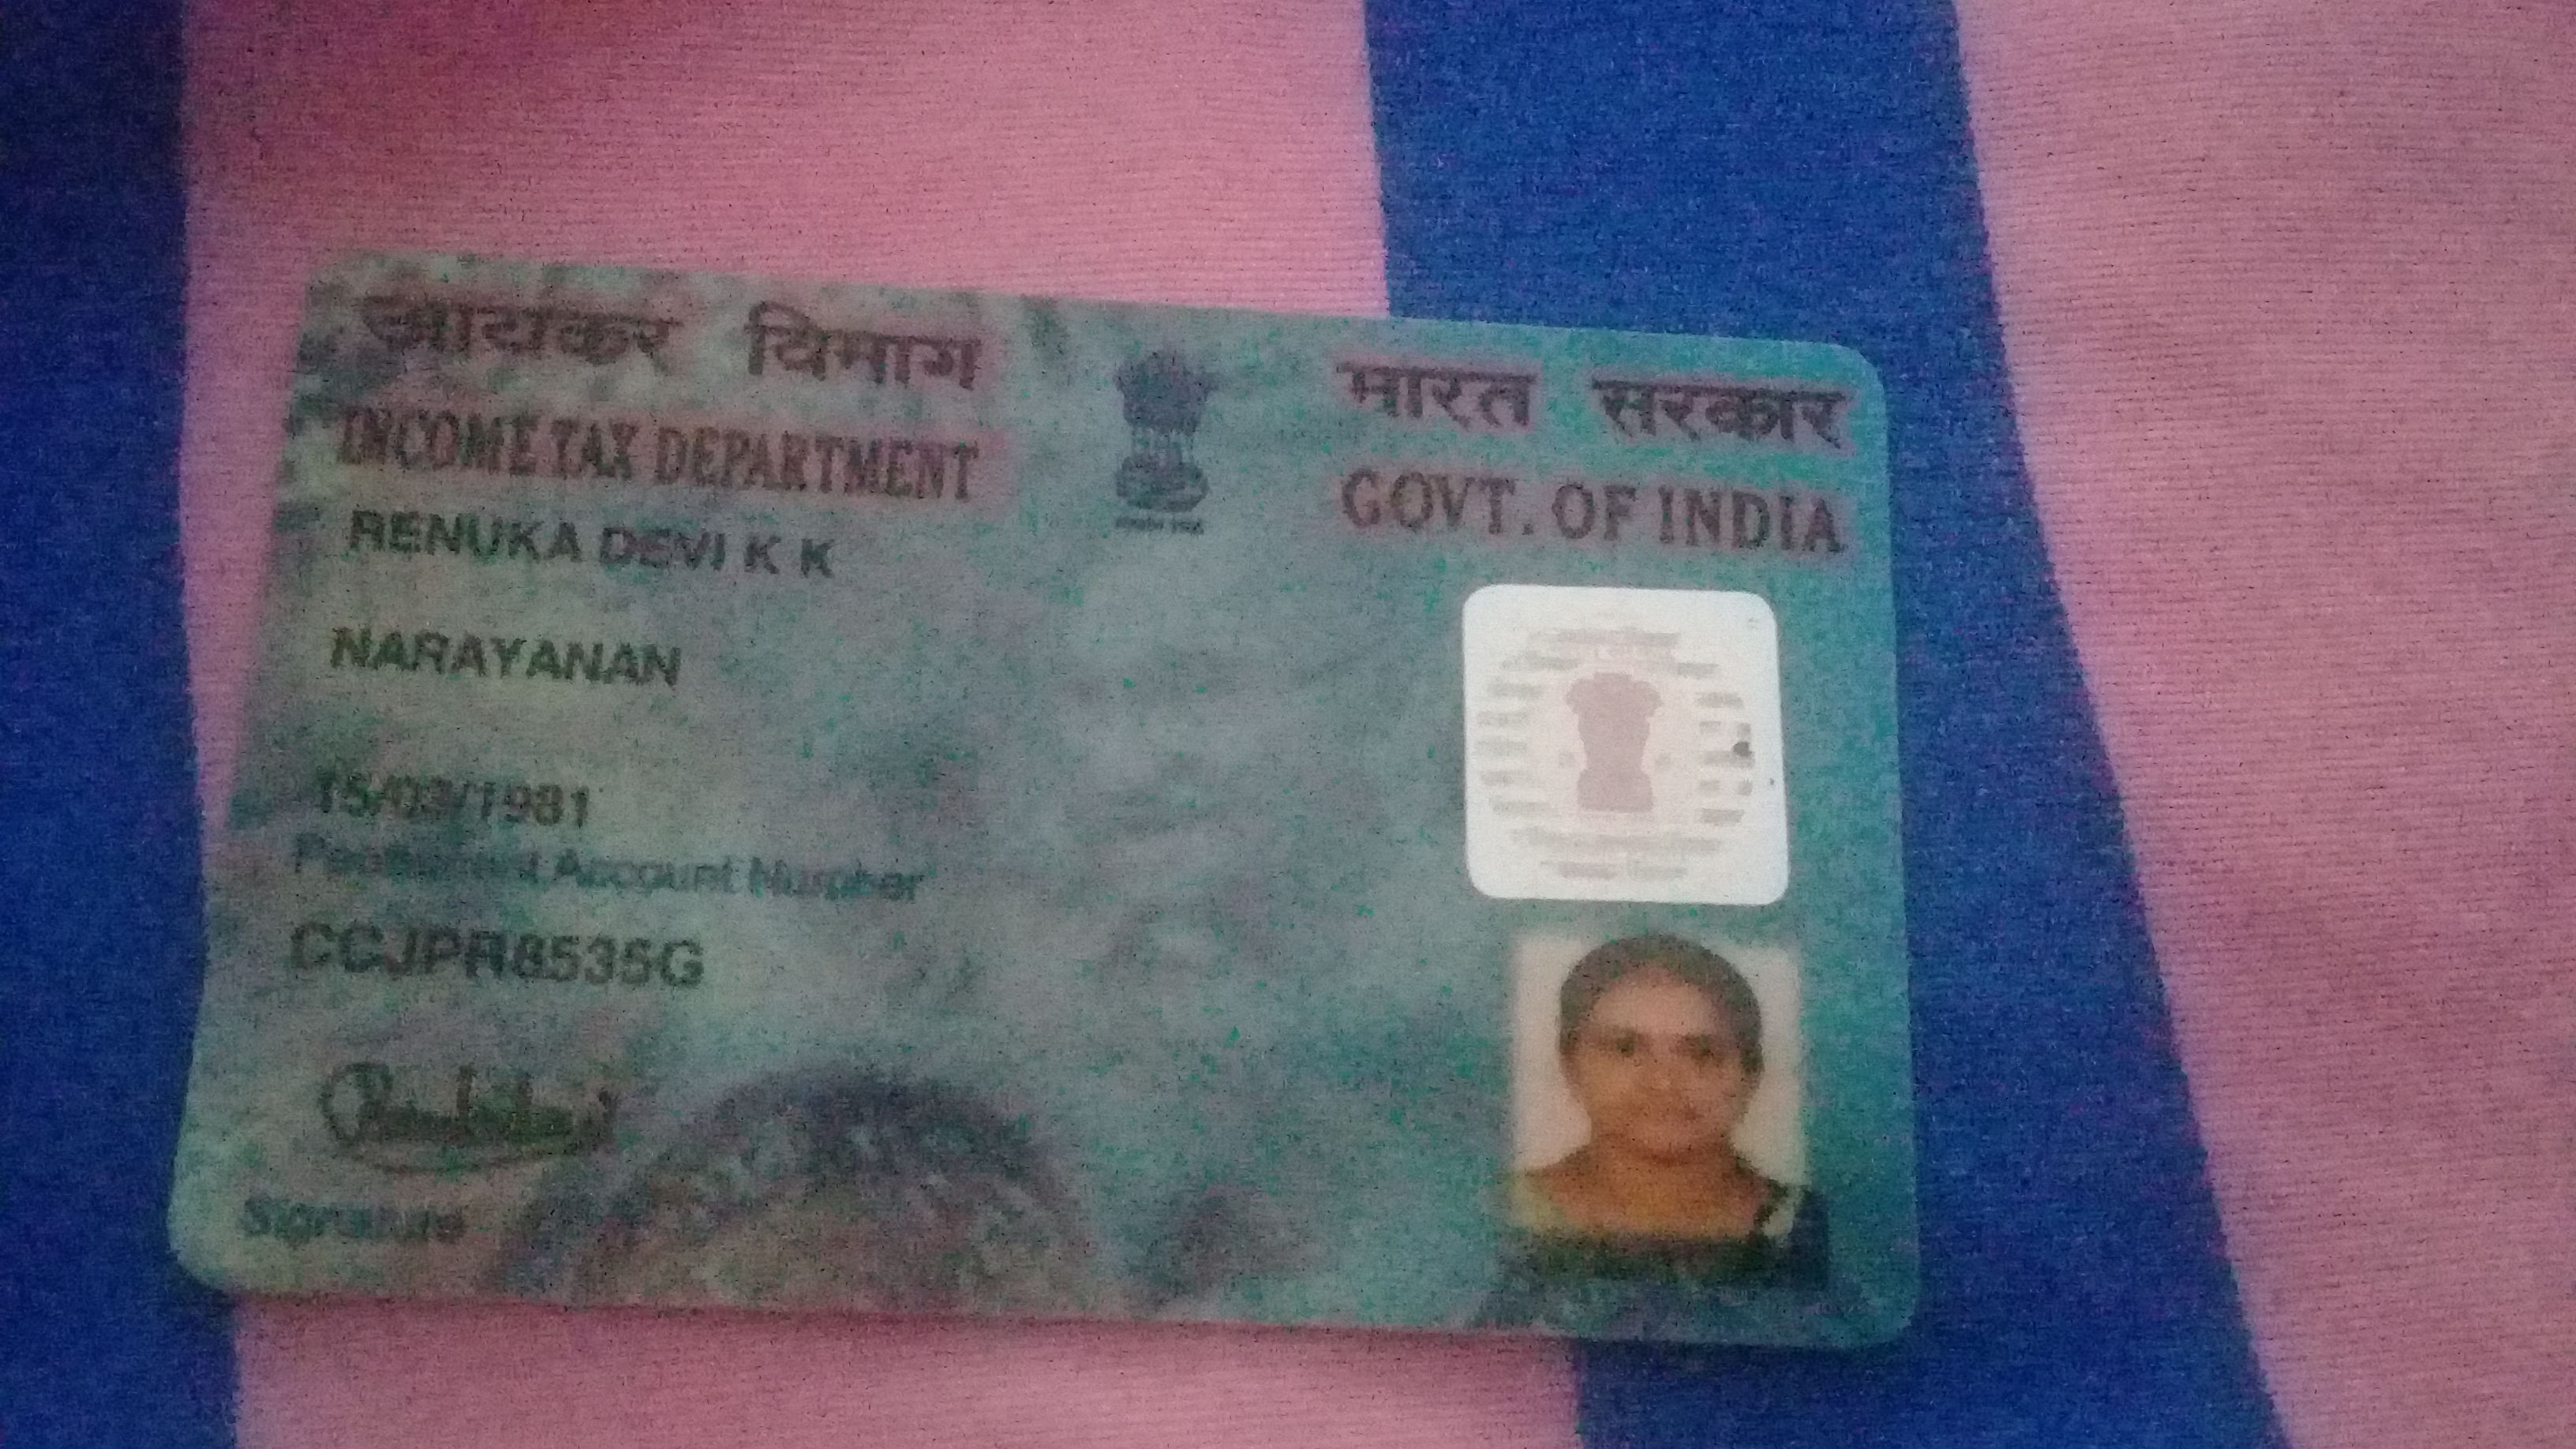 आयकर विभाग
INCOME TAX DEPARTMENT
भारत सरकार
GOVT. OF INDIA
RENUKA DEVI K K
NARAYANAN
15/03/1981
Permanent Account Number
CCJPR8535G
Signature